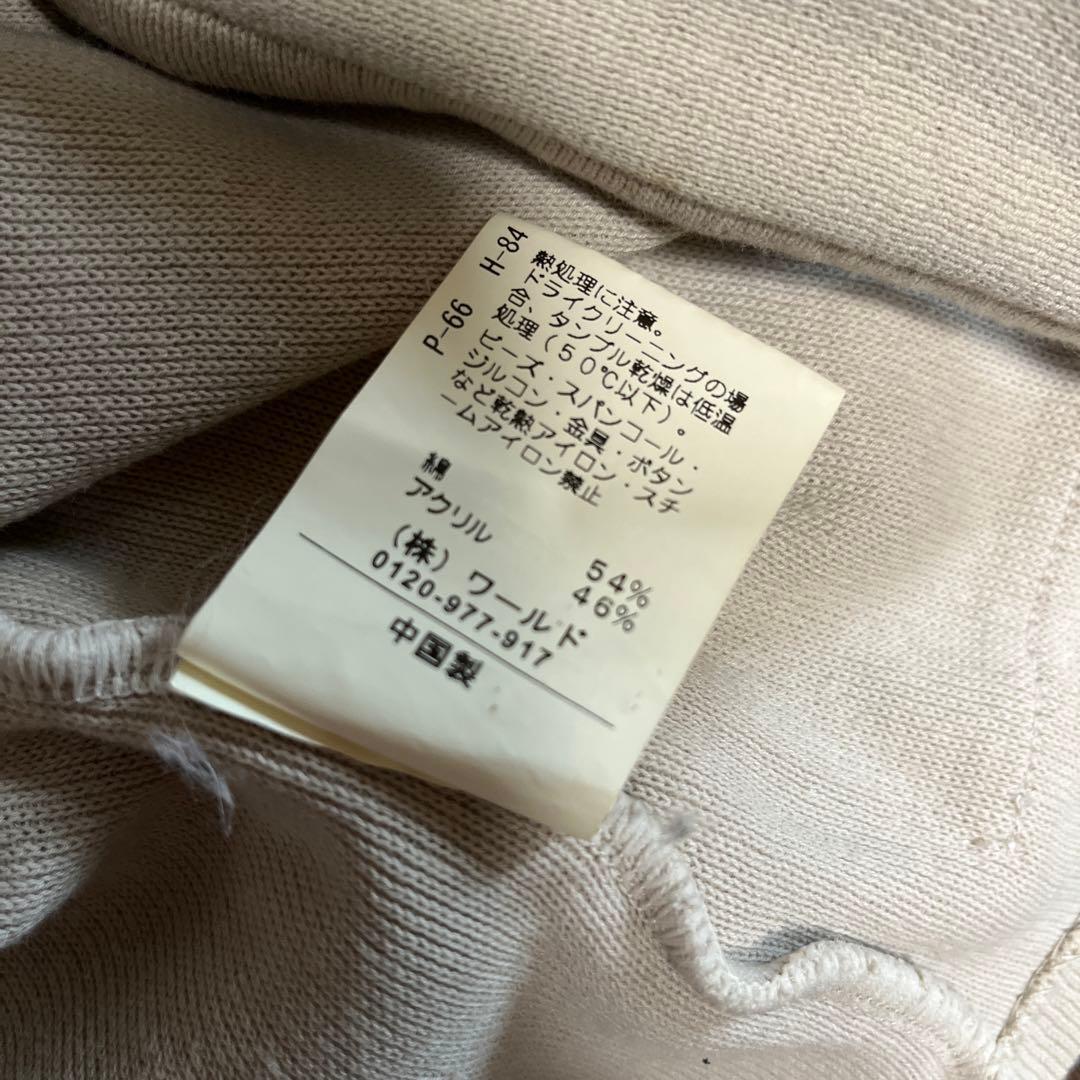 H-84
P-66
熱処理に注意。
ドライクリーニングの場
合、タンブル乾燥は低温
処理(50℃以下)。
ビーズ・スパンコール・
ジルコン・金具・ボタン
など乾熱アイロン・スチ
ームアイロン禁止
綿 54%
アクリル 46%
(株)ワールド
0120-977-917
中国製